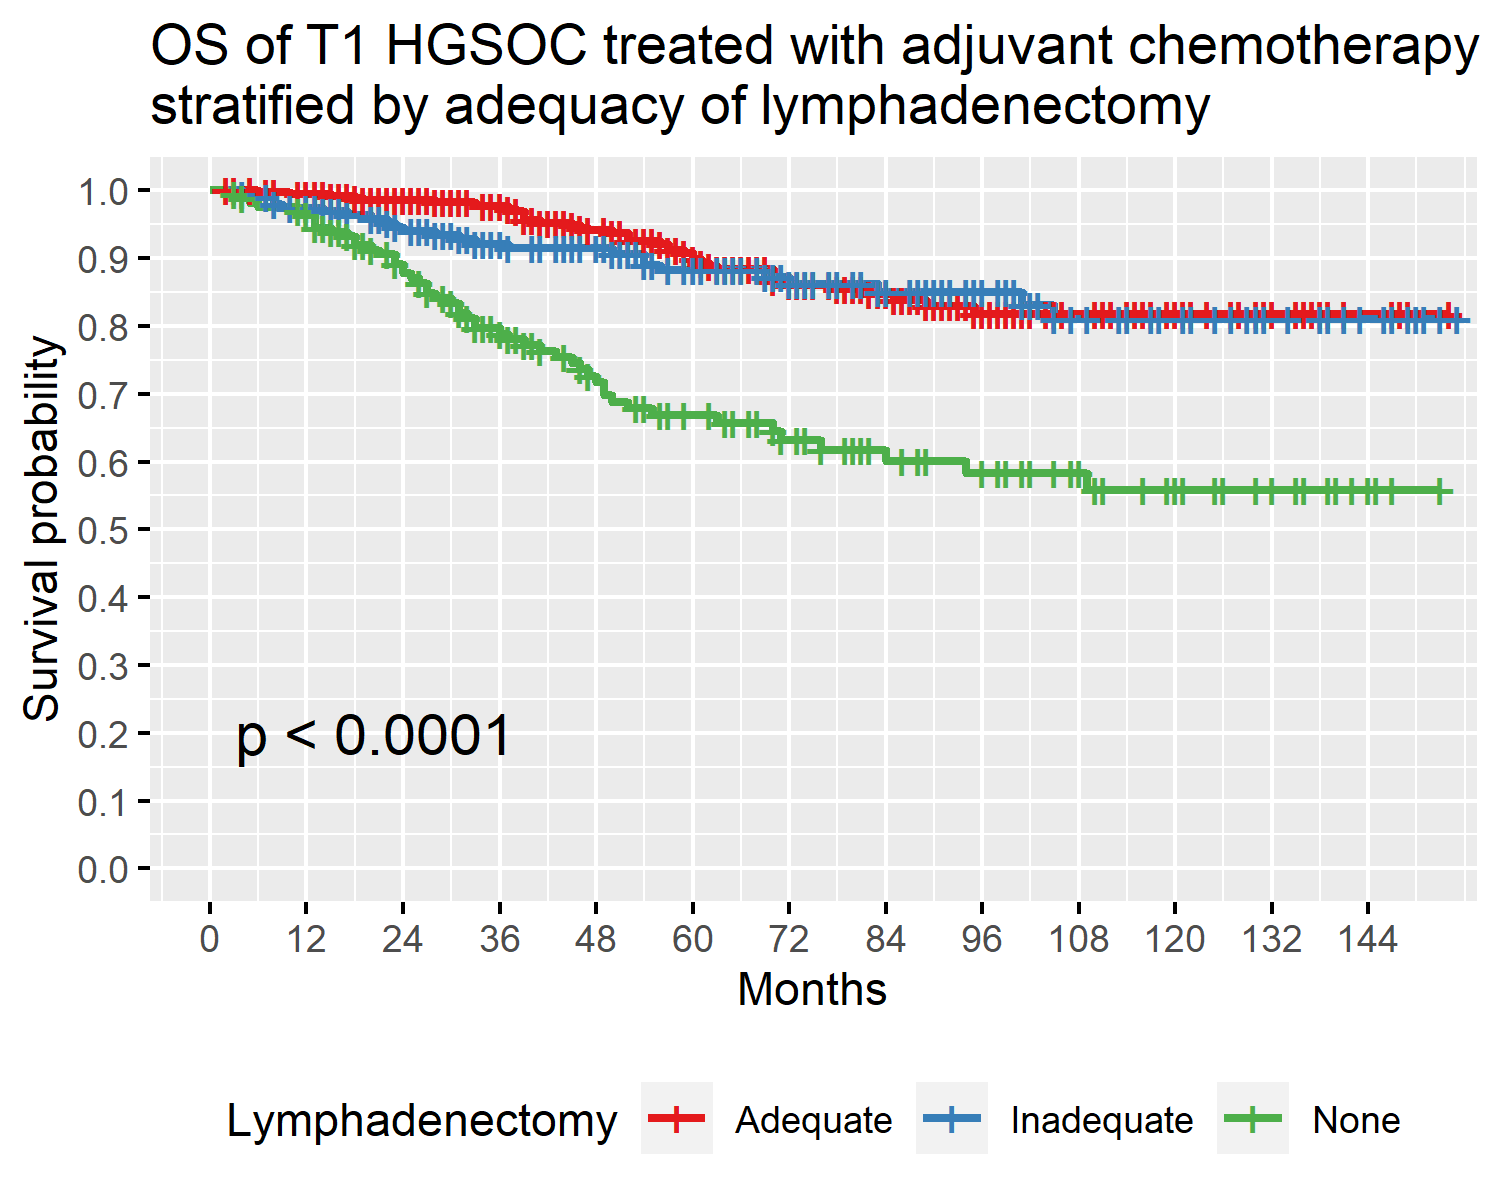 OS of T1 HGSOC treated with adjuvant chemotherapy
stratified by adequacy of lymphadenectomy
Survival probability
1.0
0.9
0.8
0.7
0.6
0.5
0.4
0.3
0.2
0.1
0.0
p < 0.0001
0 12 24 36 48 60 72 84 96 108 120 132 144
Months
Lymphadenectomy Adequate Inadequate None